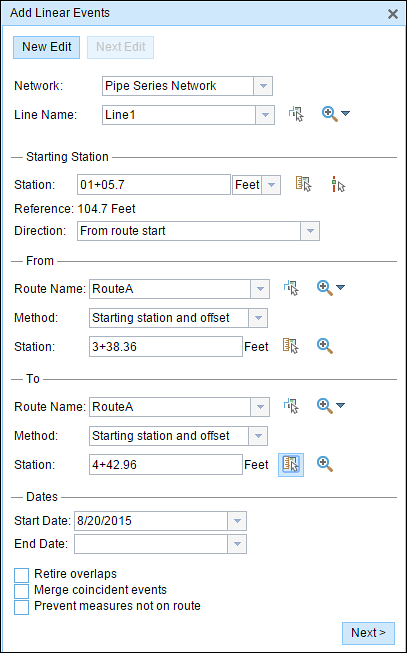 Add Linear Events
New Edit Next Edit
Network: Pipe Series Network
Line Name: Line1
Starting Station
Station: 01+05.7 Feet
Reference: 104.7 Feet
Direction: From route start
From
Route Name: RouteA
Method: Starting station and offset
Station: 3+38.36 Feet
To
Route Name: RouteA
Method: Starting station and offset
Station: 4+42.96 Feet
Dates
Start Date: 8/20/2015
End Date:
Retire overlaps
Merge coincident events
Prevent measures not on route
Next >